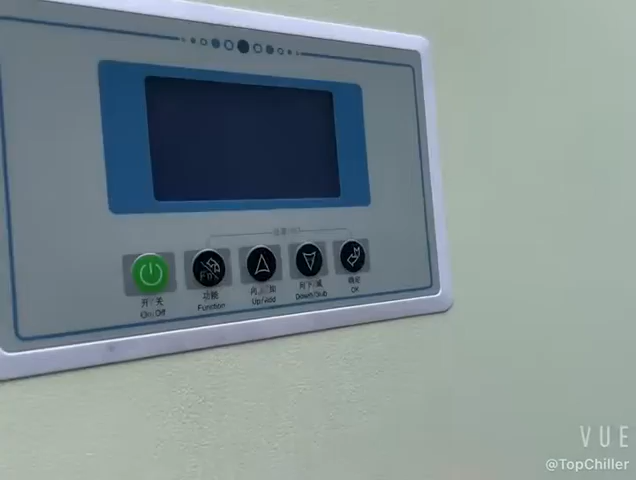 Fn
开/关
On/Off
功能
Function
向上/加
Up/Add
向下/减
Down/Sub
确定
OK
VUE
@TopChiller